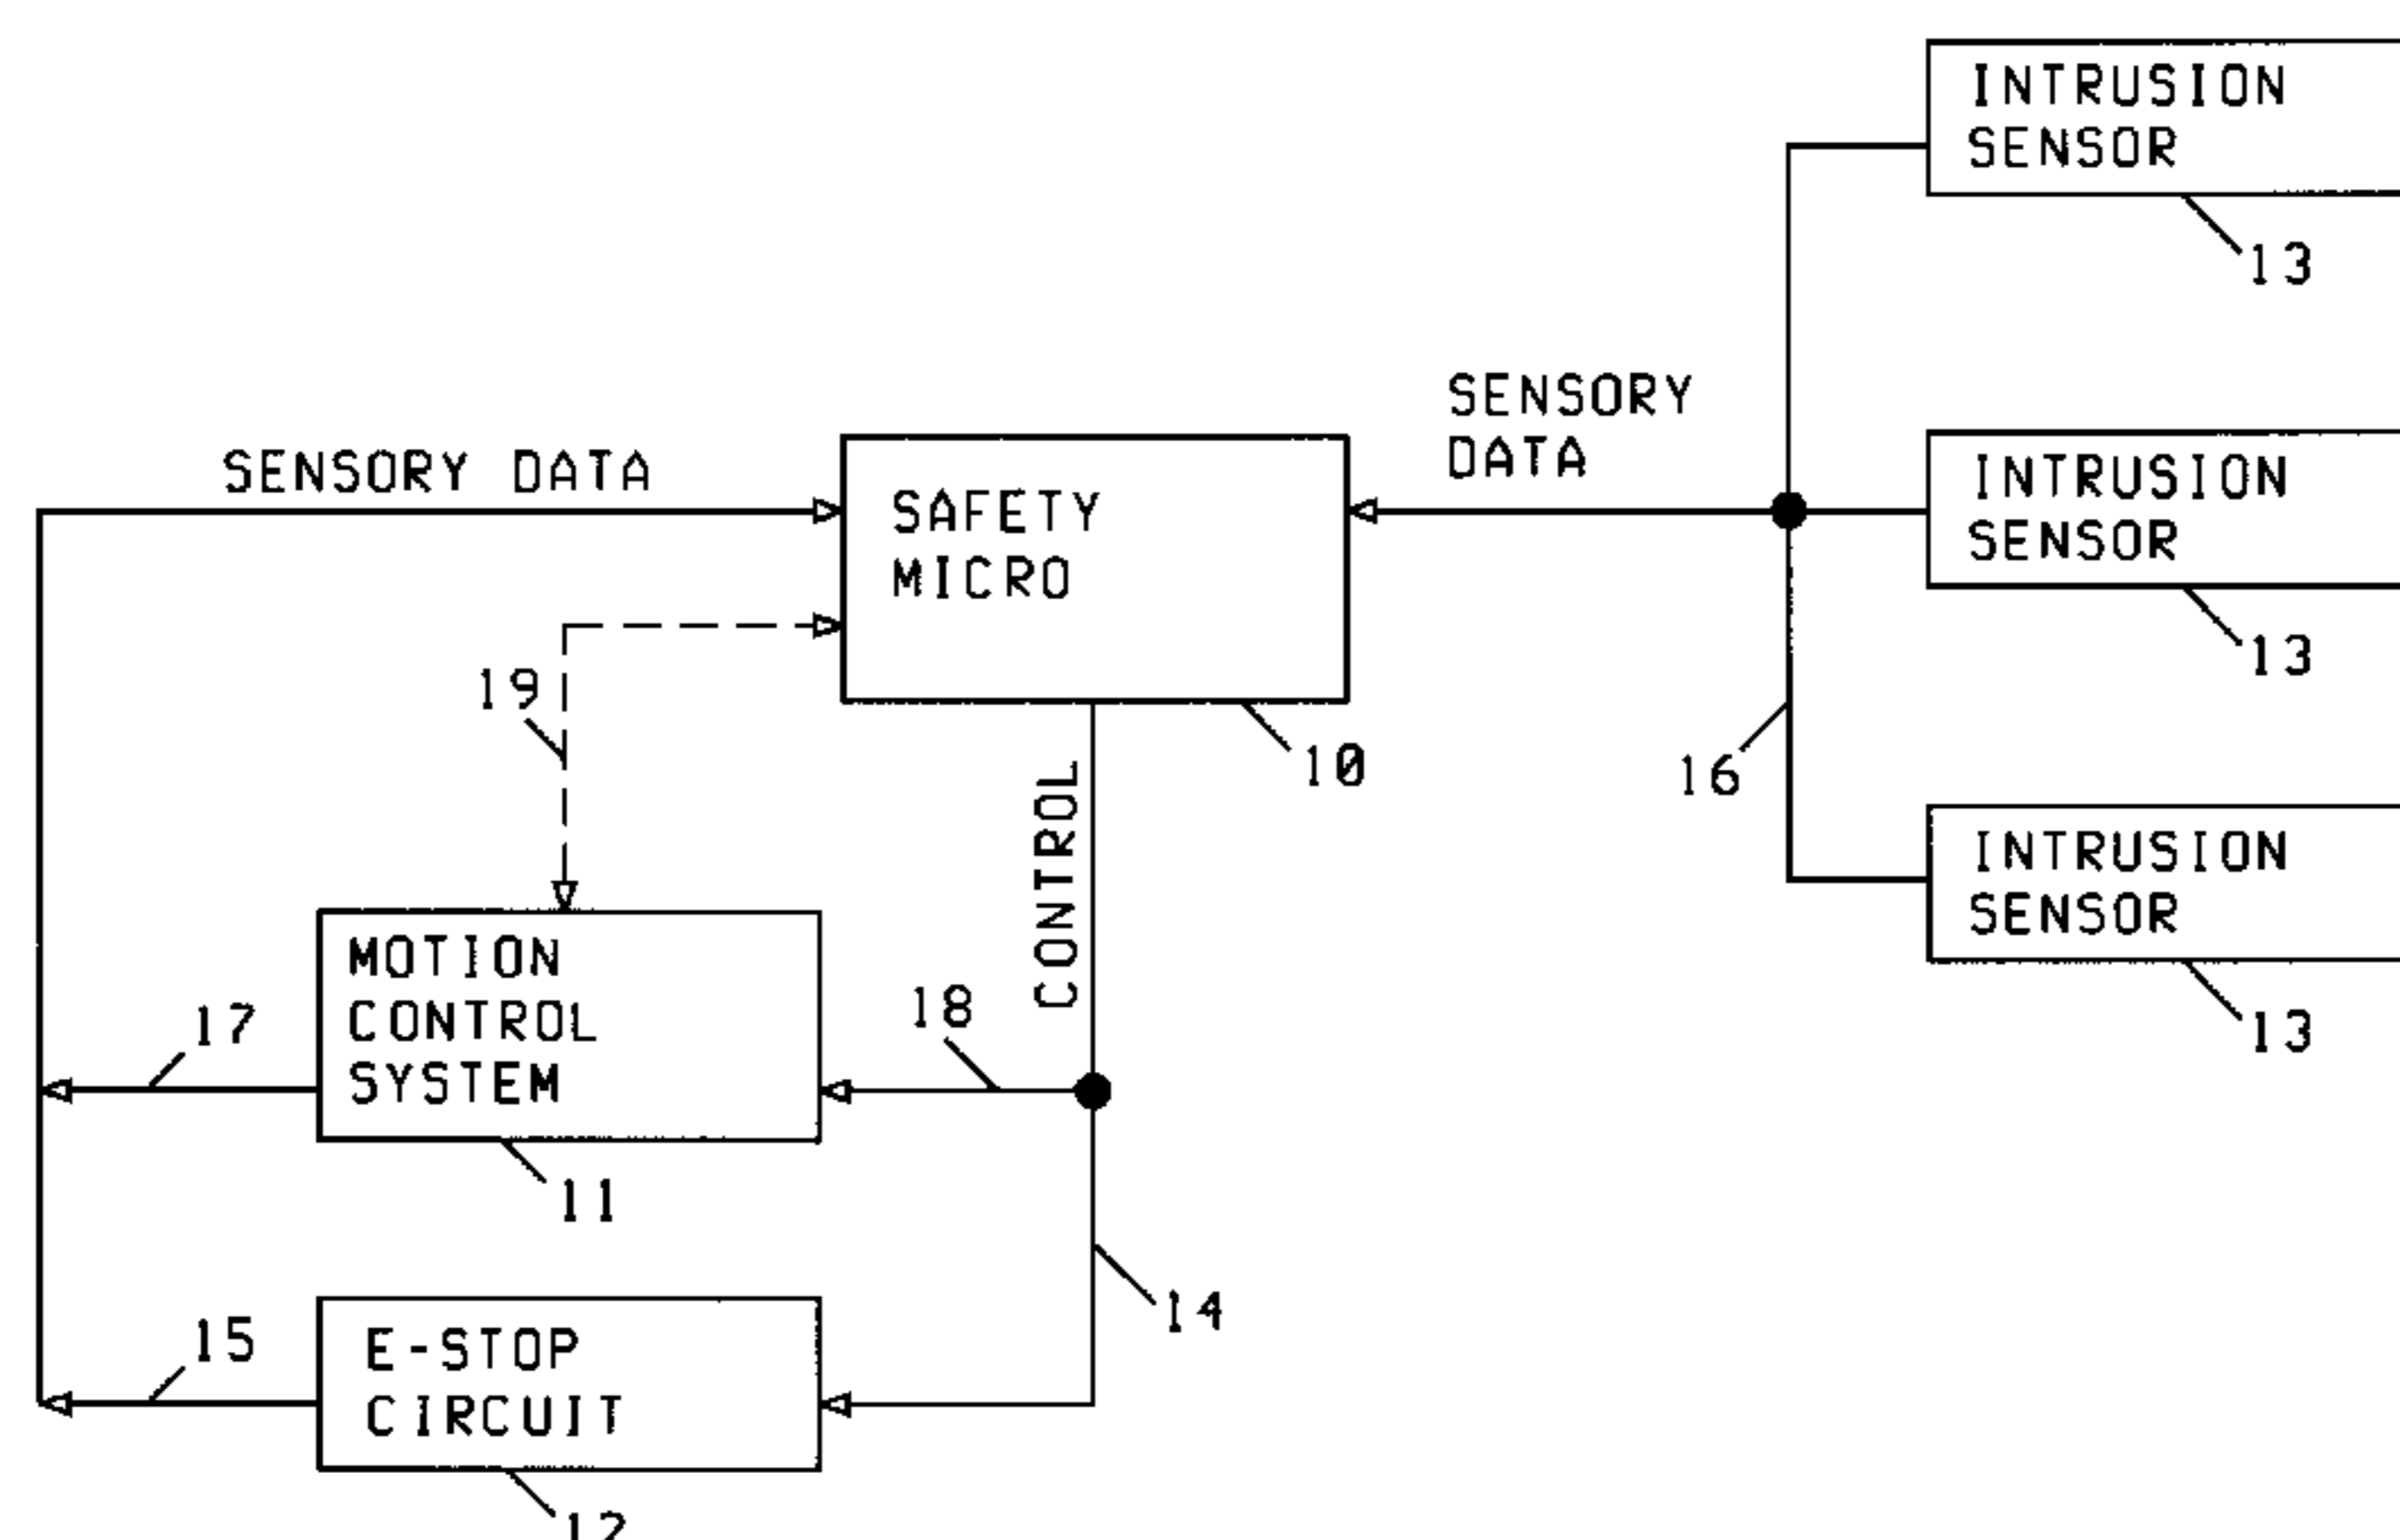 INTRUSION
SENSOR
13
SENSORY
DATA
INTRUSION
SENSOR
13
SENSORY DATA
SAFETY
MICRO
10
19
16
INTRUSION
SENSOR
13
CONTROL
MOTION
CONTROL
SYSTEM
17
18
11
14
15
E-STOP
CIRCUIT
12